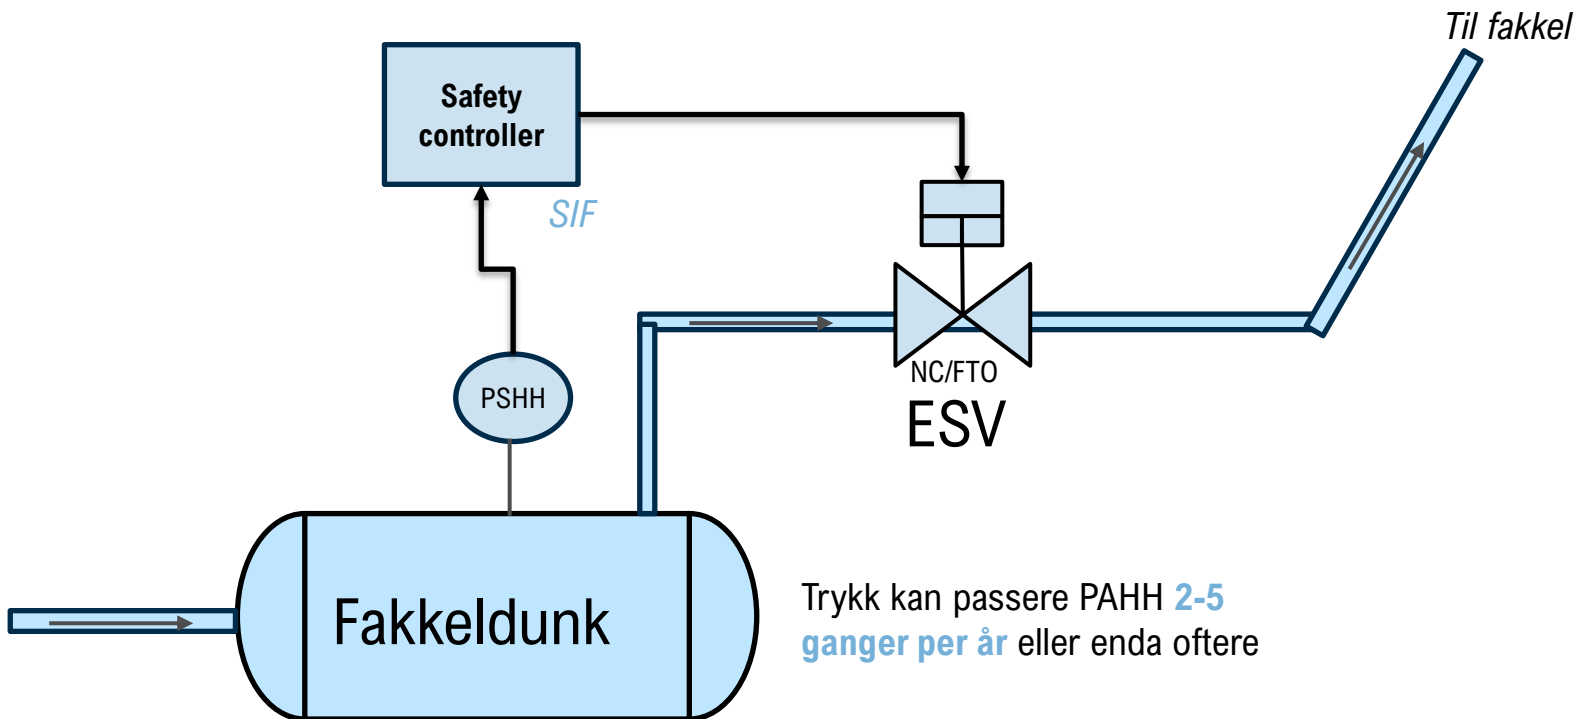 Til fakkel
Safety
controller
SIF
PSHH
NC/FTO
ESV
Fakkeldunk
Trykk kan passere PAHH 2-5
ganger per år eller enda oftere